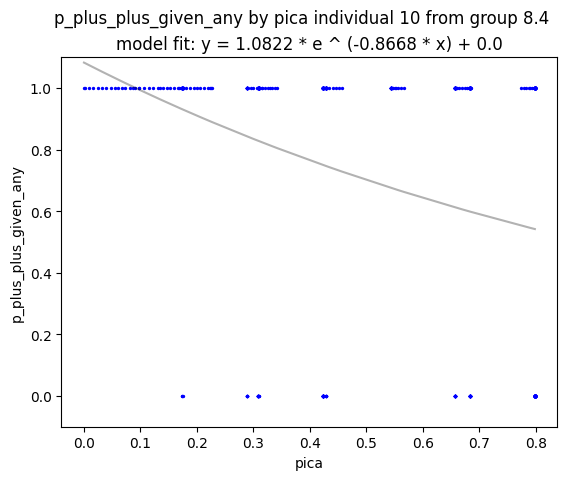 p_plus_plus_given_any by pica individual 10 from group 8.4
model fit: y = 1.0822 * e ^ (-0.8668 * x) + 0.0
1.0
0.8
0.6
0.4
0.2
0.0
p_plus_plus_given_any
0.0 0.1 0.2 0.3 0.4 0.5 0.6 0.7 0.8
pica